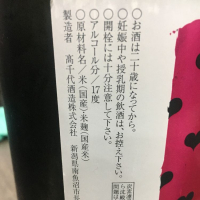 ○お酒は二十歳になってから。
○妊娠中や授乳期の飲酒は、お控え下さい。
○開栓には十分注意して下さい。
○アルコール分／17度
○原材料名／米(国産)米麹(国産米)
製造者 高千代酒造株式会社
新潟県南魚沼市